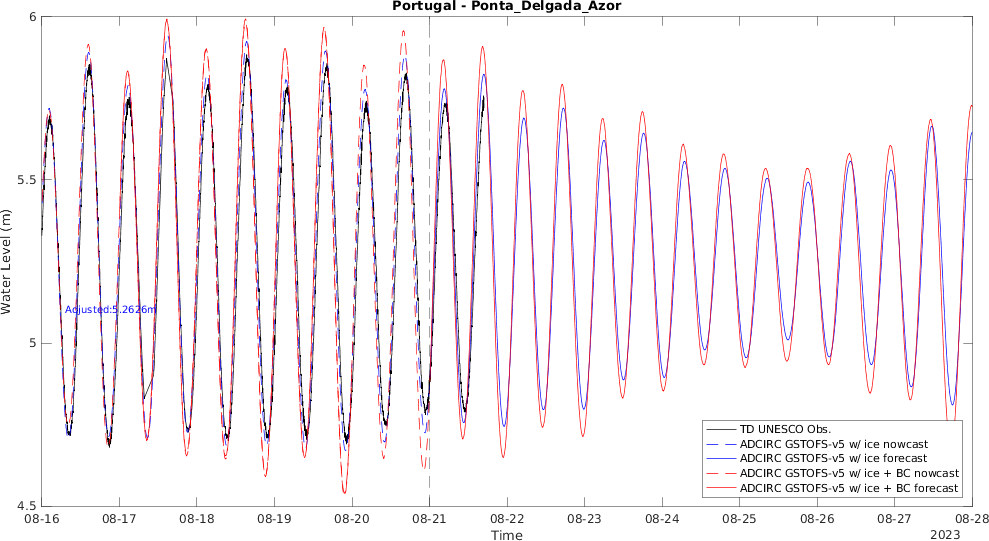 Portugal - Ponta_Delgada_Azor
6
5.5
5
4.5
Water Level (m)
Adjusted:5.2626m
TD UNESCO Obs.
ADCIRC GSTOFS-v5 w/ ice nowcast
ADCIRC GSTOFS-v5 w/ ice forecast
ADCIRC GSTOFS-v5 w/ ice + BC nowcast
ADCIRC GSTOFS-v5 w/ ice + BC forecast
08-16 08-17 08-18 08-19 08-20 08-21 08-22 08-23 08-24 08-25 08-26 08-27 08-28
Time
2023